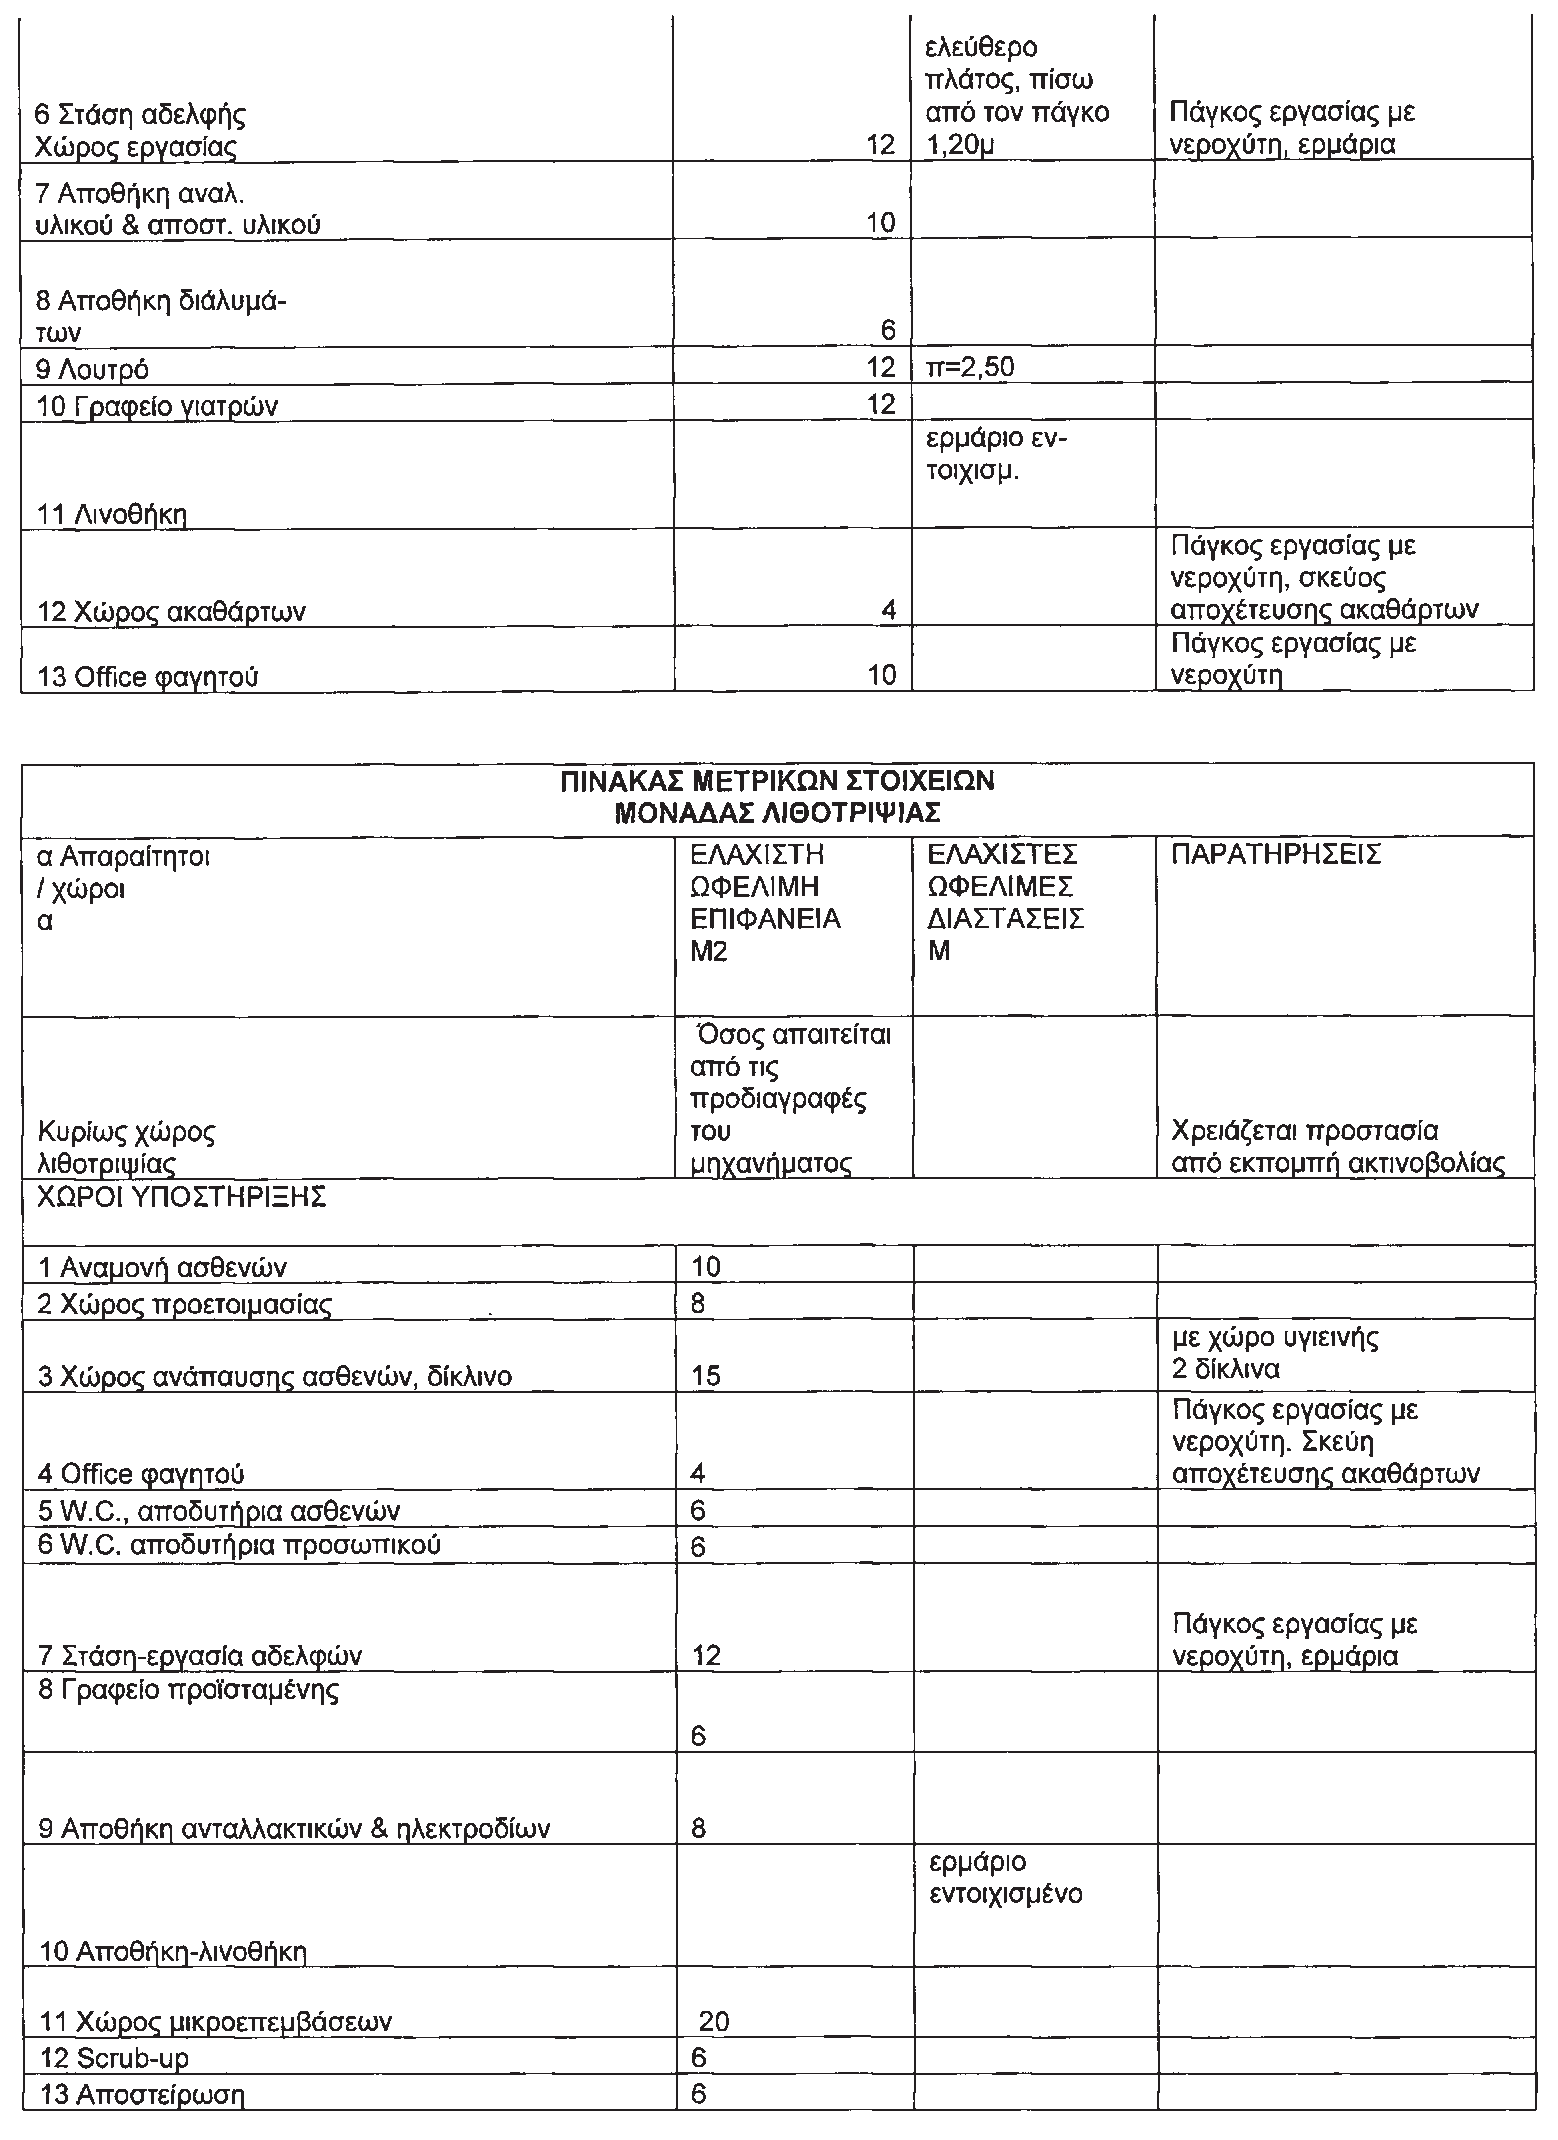 6 Στάση αδελφής
Χώρος εργασίας
12
ελεύθερο
πλάτος, πίσω
από τον πάγκο
1,20μ
Πάγκος εργασίας με
νεροχύτη, ερμάρια
7 Αποθήκη αναλ.
υλικού & αποστ. υλικού
10
8 Αποθήκη διάλυμά-
των
6
9 Λουτρό
12
π=2,50
10 Γραφείο γιατρών
12
11 Λινοθήκη
ερμάριο εν-
τοιχισμ.
12 Χώρος ακαθάρτων
4
Πάγκος εργασίας με
νεροχύτη, σκεύος
αποχέτευσης ακαθάρτων
13 Office φαγητού
10
Πάγκος εργασίας με
νεροχύτη
ΠΙΝΑΚΑΣ ΜΕΤΡΙΚΩΝ ΣΤΟΙΧΕΙΩΝ
ΜΟΝΑΔΑΣ ΛΙΘΟΤΡΙΨΙΑΣ
α Απαραίτητοι
/ χώροι
α
ΕΛΑΧΙΣΤΗ
ΩΦΕΛΙΜΗ
ΕΠΙΦΑΝΕΙΑ
Μ2
ΕΛΑΧΙΣΤΕΣ
ΩΦΕΛΙΜΕΣ
ΔΙΑΣΤΑΣΕΙΣ
Μ
ΠΑΡΑΤΗΡΗΣΕΙΣ
Κυρίως χώρος
λιθοτριψίας
Όσος απαιτείται
από τις
προδιαγραφές
του
μηχανήματος
Χρειάζεται προστασία
από εκπομπή ακτινοβολίας
ΧΩΡΟΙ ΥΠΟΣΤΗΡΙΞΗΣ
1 Αναμονή ασθενών
10
2 Χώρος προετοιμασίας
8
3 Χώρος ανάπαυσης ασθενών, δίκλινο
15
με χώρο υγιεινής
2 δίκλινα
4 Office φαγητού
4
Πάγκος εργασίας με
νεροχύτη. Σκεύη
αποχέτευσης ακαθάρτων
5 W.C., αποδυτήρια ασθενών
6
6 W.C. αποδυτήρια προσωπικού
6
7 Στάση-εργασία αδελφών
12
Πάγκος εργασίας με
νεροχύτη, ερμάρια
8 Γραφείο προϊσταμένης
6
9 Αποθήκη ανταλλακτικών & ηλεκτροδίων
8
10 Αποθήκη-λινοθήκη
ερμάριο
εντοιχισμένο
11 Χώρος μικροεπεμβάσεων
20
12 Scrub-up
6
13 Αποστείρωση
6